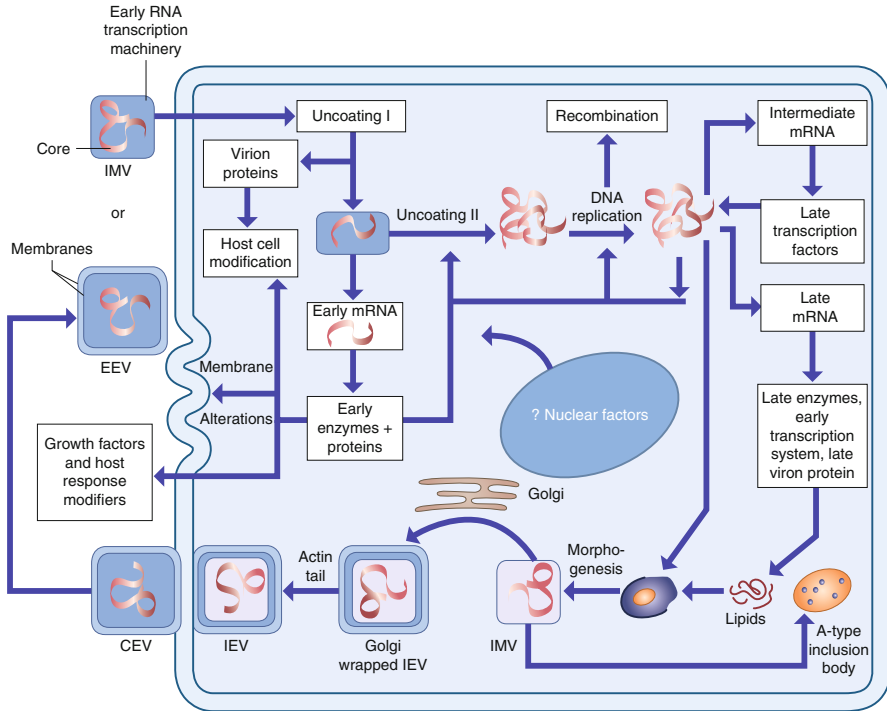 Early RNA
transcription
machinery
Core
IMV
or
Membranes
EEV
Uncoating I
Virion
proteins
Host cell
modification
Uncoating II
Early mRNA
Early
enzymes +
proteins
Membrane
Alterations
Growth factors
and host
response
modifiers
Recombination
DNA
replication
Intermediate
mRNA
Late
transcription
factors
Late
mRNA
Late enzymes,
early
transcription
system, late
viron protein
? Nuclear factors
Golgi
CEV
IEV
Actin
tail
Golgi
wrapped IEV
IMV
Morpho-
genesis
Lipids
A-type
inclusion
body